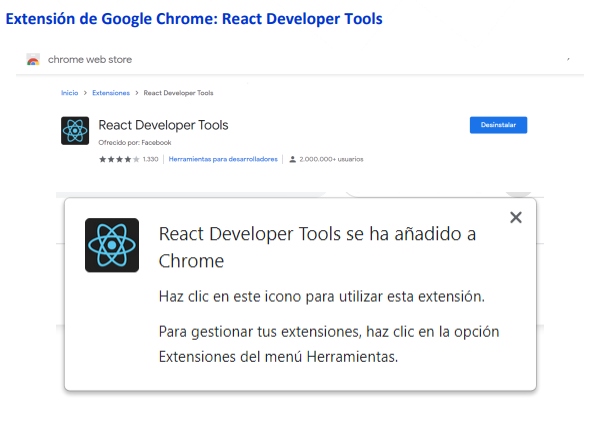 Extensión de Google Chrome: React Developer Tools
chrome web store
Inicio > Extensiones > React Developer Tools
React Developer Tools
Desinstalar
Ofrecido por: Facebook
1.330 | Herramientas para desarrolladores | 2.000.000+ usuarios
React Developer Tools se ha añadido a
Chrome
Haz clic en este icono para utilizar esta extensión.
Para gestionar tus extensiones, haz clic en la opción
Extensiones del menú Herramientas.